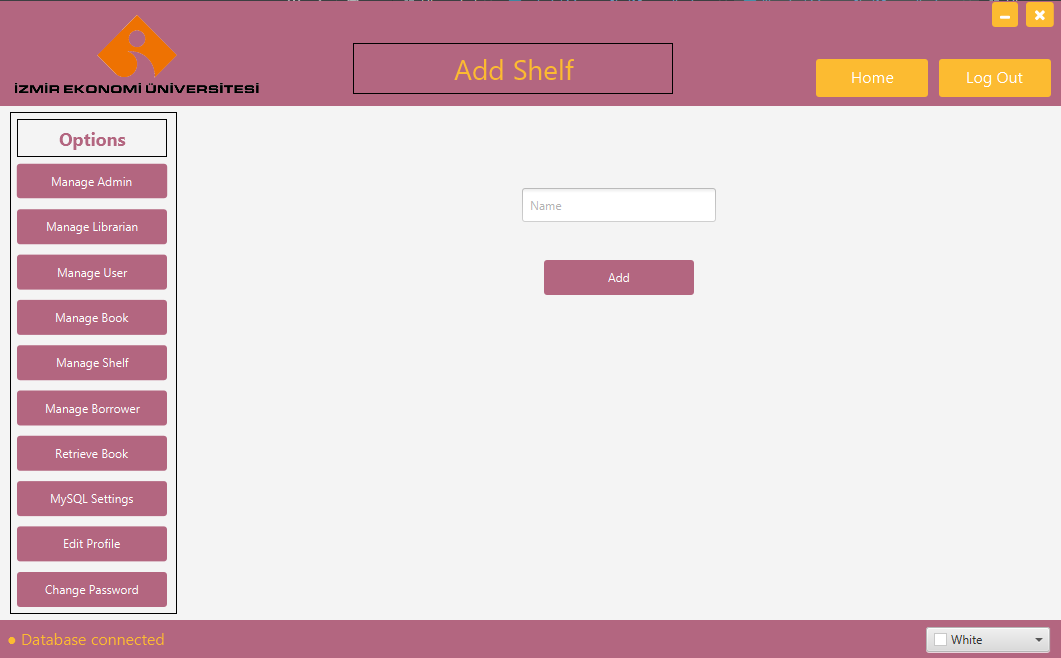 Add Shelf
Home
Log Out
İZMİR EKONOMİ ÜNİVERSİTESİ
Options
Manage Admin
Manage Librarian
Manage User
Manage Book
Manage Shelf
Manage Borrower
Retrieve Book
MySQL Settings
Edit Profile
Change Password
Name
Add
Database connected
White